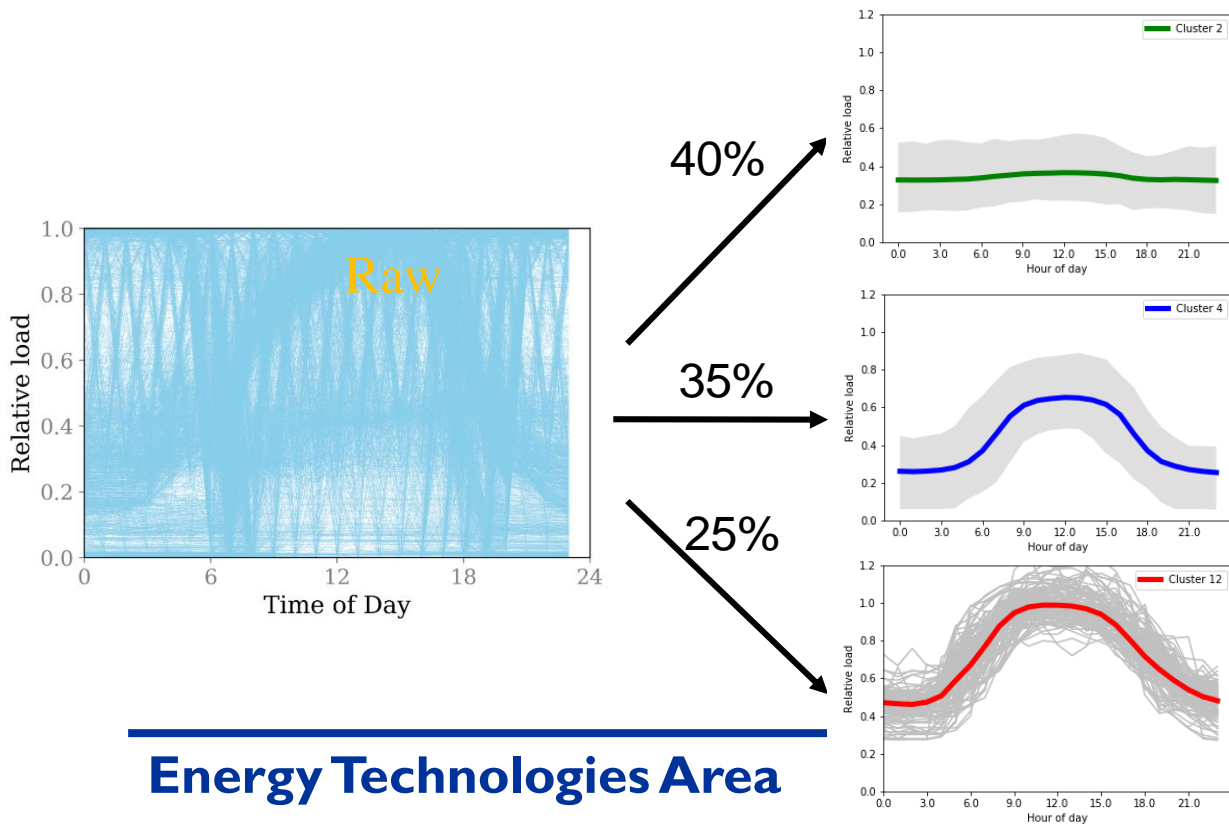 Relative load
1.0
0.8
0.6
0.4
0.2
0.0
Raw
0 6 12 18 24
Time of Day
40%
35%
25%
Relative load
1.2
1.0
0.8
0.6
0.4
0.2
0.0
Cluster 2
0.0 3.0 6.0 9.0 12.0 15.0 18.0 21.0
Hour of day
Relative load
1.2
1.0
0.8
0.6
0.4
0.2
0.0
Cluster 4
0.0 3.0 6.0 9.0 12.0 15.0 18.0 21.0
Hour of day
Relative load
1.2
1.0
0.8
0.6
0.4
0.2
0.0
Cluster 12
0.0 3.0 6.0 9.0 12.0 15.0 18.0 21.0
Hour of day
Energy Technologies Area